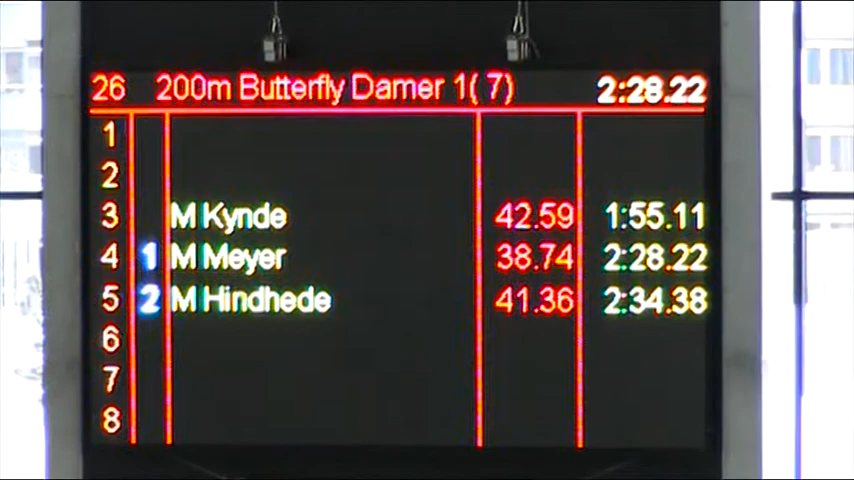 26 200m Butterfly Damer 1( 7) 2:28.22
1
2
3 M Kynde 42.59 1:55.11
4 1 M Meyer 38.74 2:28.22
5 2 M Hindhede 41.36 2:34.38
6
7
8